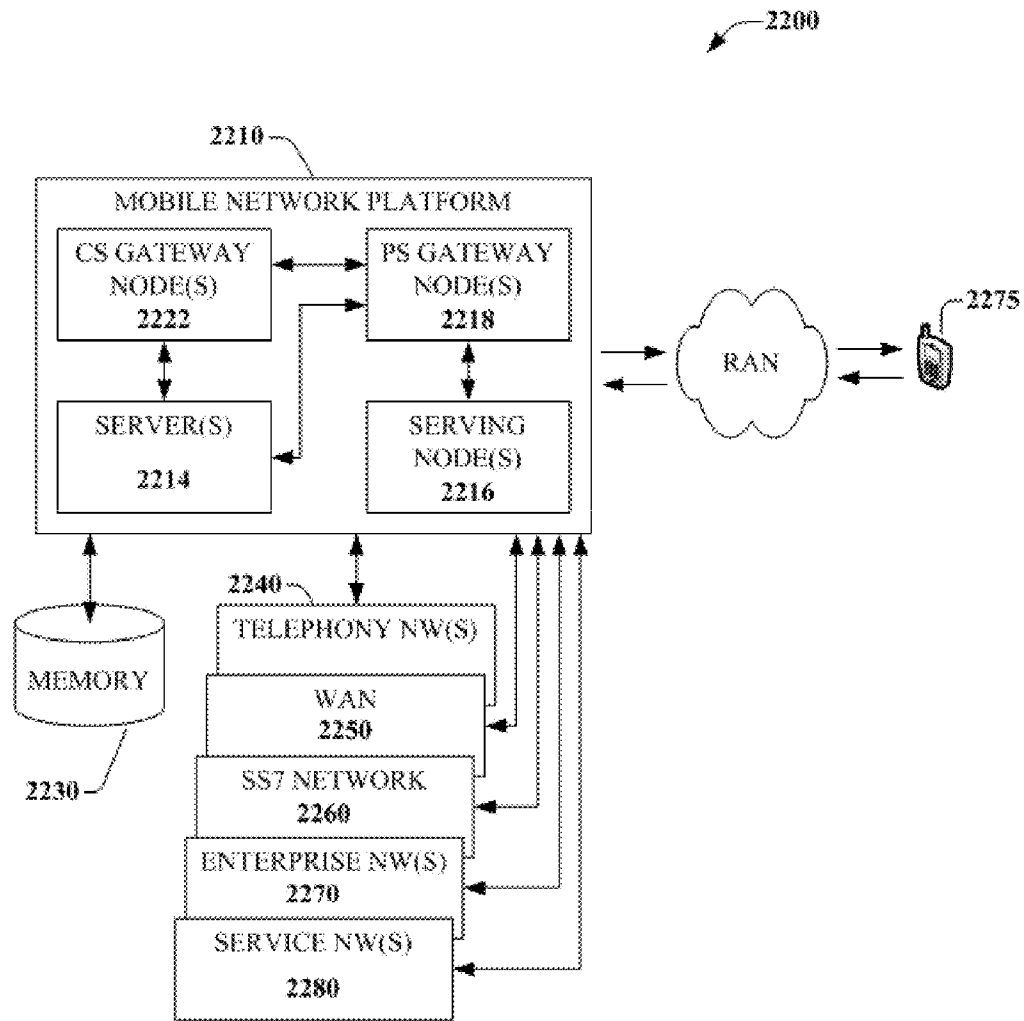 2200
2210
MOBILE NETWORK PLATFORM
CS GATEWAY
NODE(S)
2222
PS GATEWAY
NODE(S)
2218
SERVER(S)
2214
SERVING
NODE(S)
2216
RAN
2275
2240
TELEPHONY NW(S)
MEMORY
2230
WAN
2250
SS7 NETWORK
2260
ENTERPRISE NW(S)
2270
SERVICE NW(S)
2280